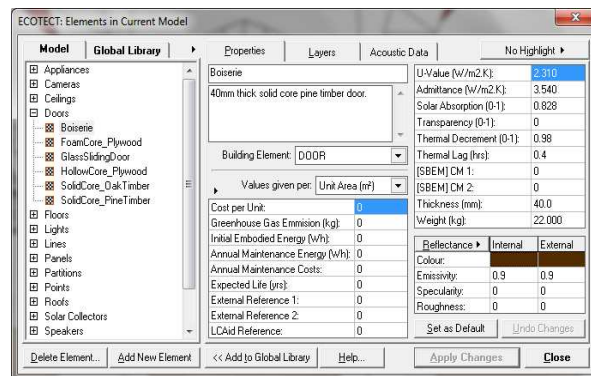 ECOTECT: Elements in Current Model
Model Global Library
Appliances
Cameras
Ceilings
Doors
Boiserie
FoamCore_Plywood
GlassSlidingDoor
HollowCore_Plywood
SolidCore_OakTimber
SolidCore_PineTimber
Floors
Lights
Lines
Panels
Partitions
Points
Roofs
Solar Collectors
Speakers
Delete Element... Add New Element
Properties Layers Acoustic Data No Highlight
Boiserie
40mm thick solid core pine timber door.
Building Element: DOOR
Values given per: Unit Area (m²)
Cost per Unit: 0
Greenhouse Gas Emmision (kg): 0
Initial Embodied Energy (Wh): 0
Annual Maintenance Energy (Wh): 0
Annual Maintenance Costs: 0
Expected Life (yrs): 0
External Reference 1: 0
External Reference 2: 0
LCAid Reference: 0
<< Add to Global Library Help...
U-Value (W/m2.K): 2.310
Admittance (W/m2.K): 3.540
Solar Absorption (0-1): 0.828
Transparency (0-1): 0
Thermal Decrement (0-1): 0.98
Thermal Lag (hrs): 0.4
[SBEM] CM 1: 0
[SBEM] CM 2: 0
Thickness (mm): 40.0
Weight (kg): 22.000
Reflectance Internal External
Colour:
Emissivity: 0.9 0.9
Specularity: 0 0
Roughness: 0 0
Set as Default Undo Changes
Apply Changes Close